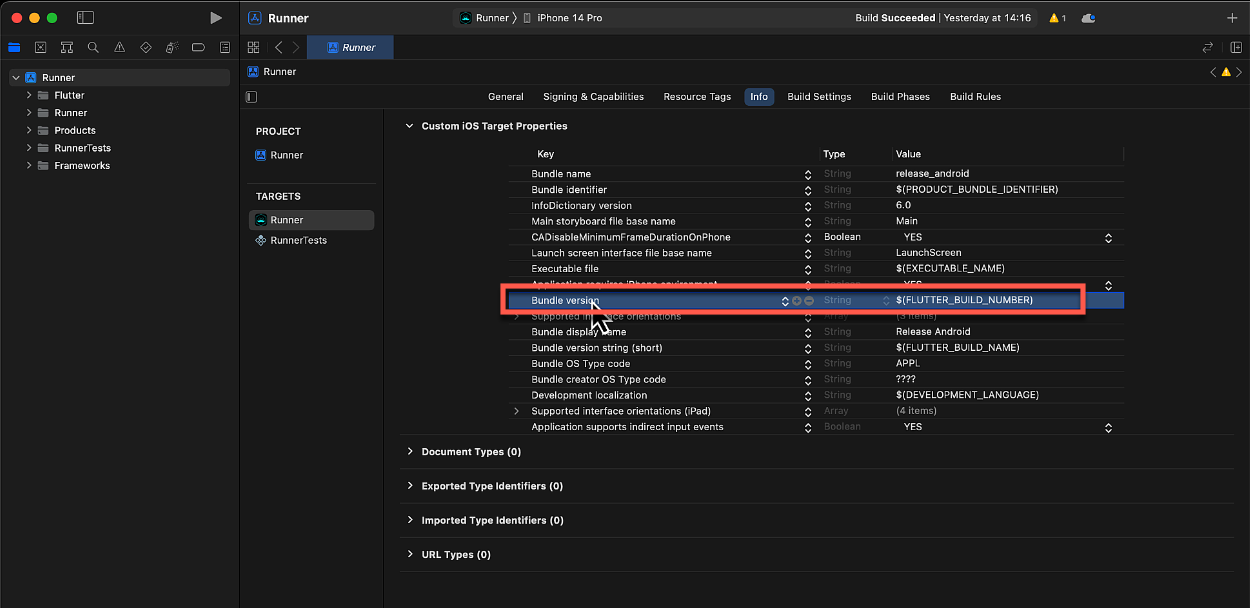 Runner
Runner
iPhone 14 Pro
Build Succeeded | Yesterday at 14:16
1
Runner
Runner
General
Signing & Capabilities
Resource Tags
Info
Build Settings
Build Phases
Build Rules
Runner
Flutter
Runner
Products
RunnerTests
Frameworks
PROJECT
Runner
TARGETS
Runner
RunnerTests
Custom iOS Target Properties
Key Type Value
Bundle name String release_android
Bundle identifier String $(PRODUCT_BUNDLE_IDENTIFIER)
InfoDictionary version String 6.0
Main storyboard file base name String Main
CADisableMinimumFrameDurationOnPhone Boolean YES
Launch screen interface file base name String LaunchScreen
Executable file String $(EXECUTABLE_NAME)
Application requires iPhone environment Boolean YES
Bundle version String $(FLUTTER_BUILD_NUMBER)
Supported interface orientations Array (3 items)
Bundle display name String Release Android
Bundle version string (short) String $(FLUTTER_BUILD_NAME)
Bundle OS Type code String APPL
Bundle creator OS Type code String ????
Development localization String $(DEVELOPMENT_LANGUAGE)
Supported interface orientations (iPad) Array (4 items)
Application supports indirect input events Boolean YES
Document Types (0)
Exported Type Identifiers (0)
Imported Type Identifiers (0)
URL Types (0)